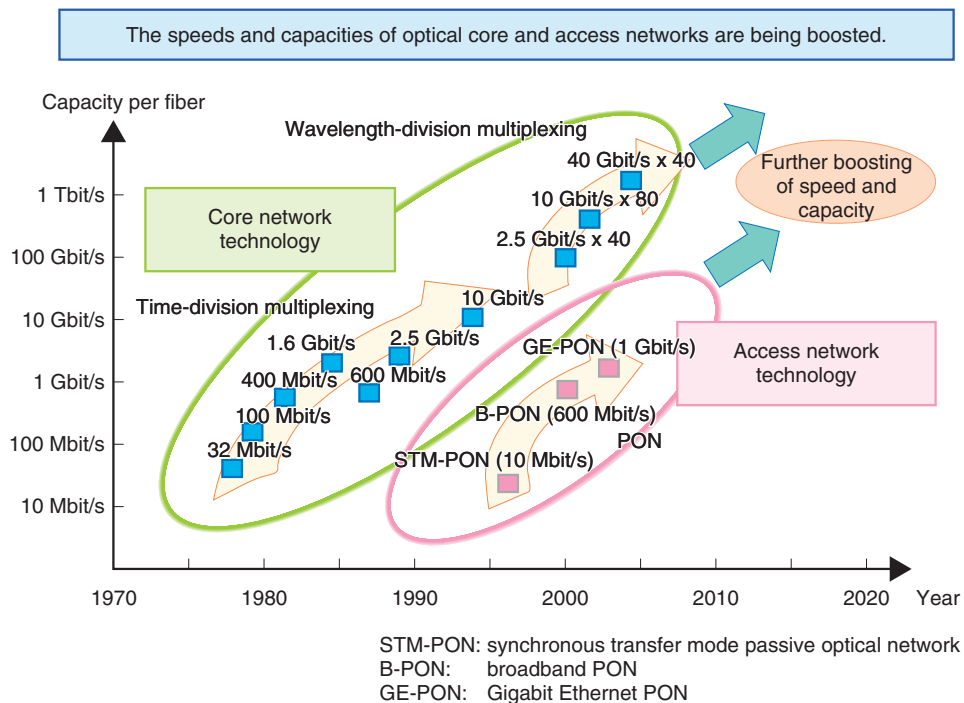 The speeds and capacities of optical core and access networks are being boosted.
Capacity per fiber
Wavelength-division multiplexing
40 Gbit/s x 40
Further boosting
of speed and
capacity
1 Tbit/s
10 Gbit/s x 80
Core network
technology
2.5 Gbit/s x 40
100 Gbit/s
Time-division multiplexing
10 Gbit/s
10 Gbit/s
1.6 Gbit/s
2.5 Gbit/s
GE-PON (1 Gbit/s)
Access network
technology
1 Gbit/s
400 Mbit/s
600 Mbit/s
100 Mbit/s
B-PON (600 Mbit/s)
PON
100 Mbit/s
32 Mbit/s
STM-PON (10 Mbit/s)
10 Mbit/s
1970
1980
1990
2000
2010
2020
Year
STM-PON: synchronous transfer mode passive optical network
B-PON: broadband PON
GE-PON: Gigabit Ethernet PON